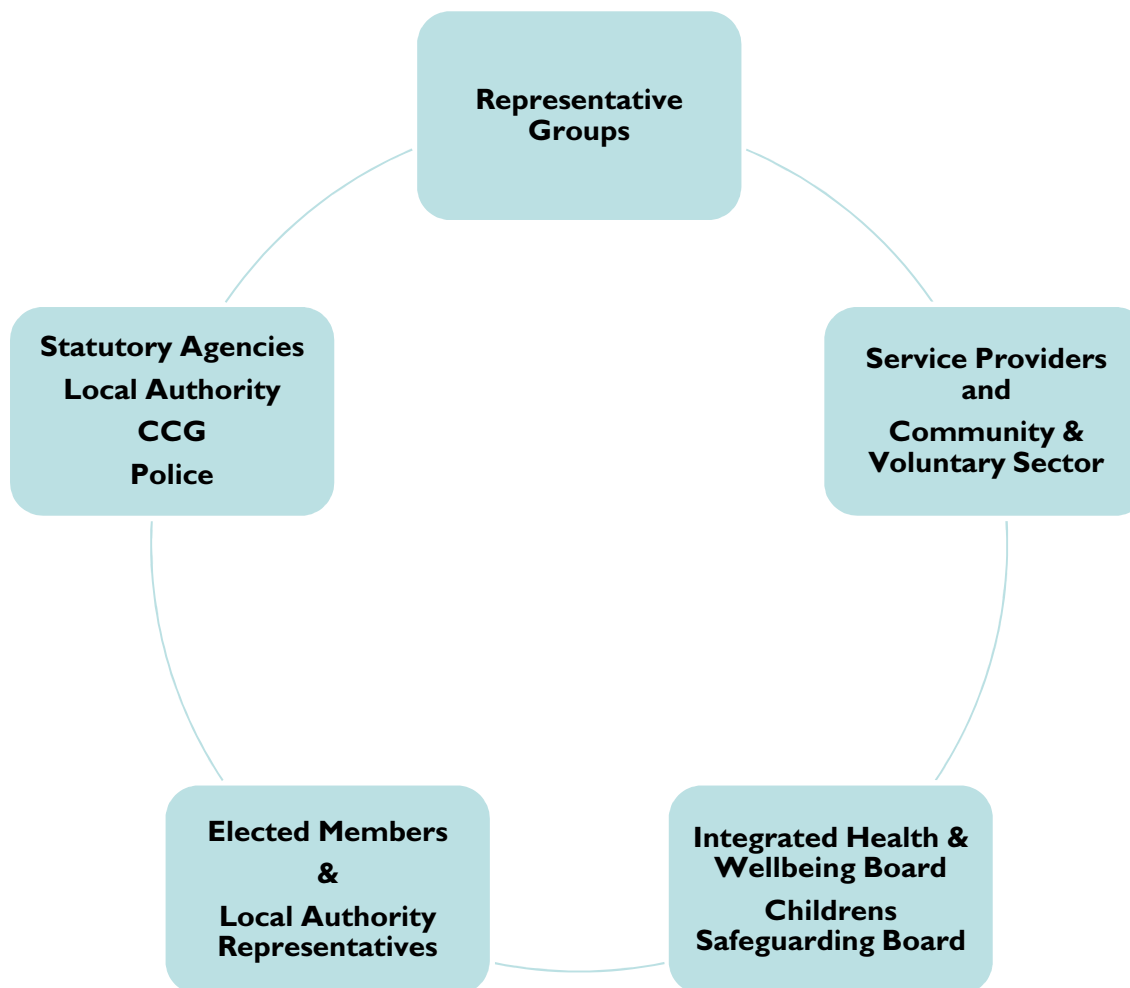 Representative
Groups
Statutory Agencies
Local Authority
CCG
Police
Service Providers
and
Community &
Voluntary Sector
Elected Members
&
Local Authority
Representatives
Integrated Health &
Wellbeing Board
Childrens
Safeguarding Board